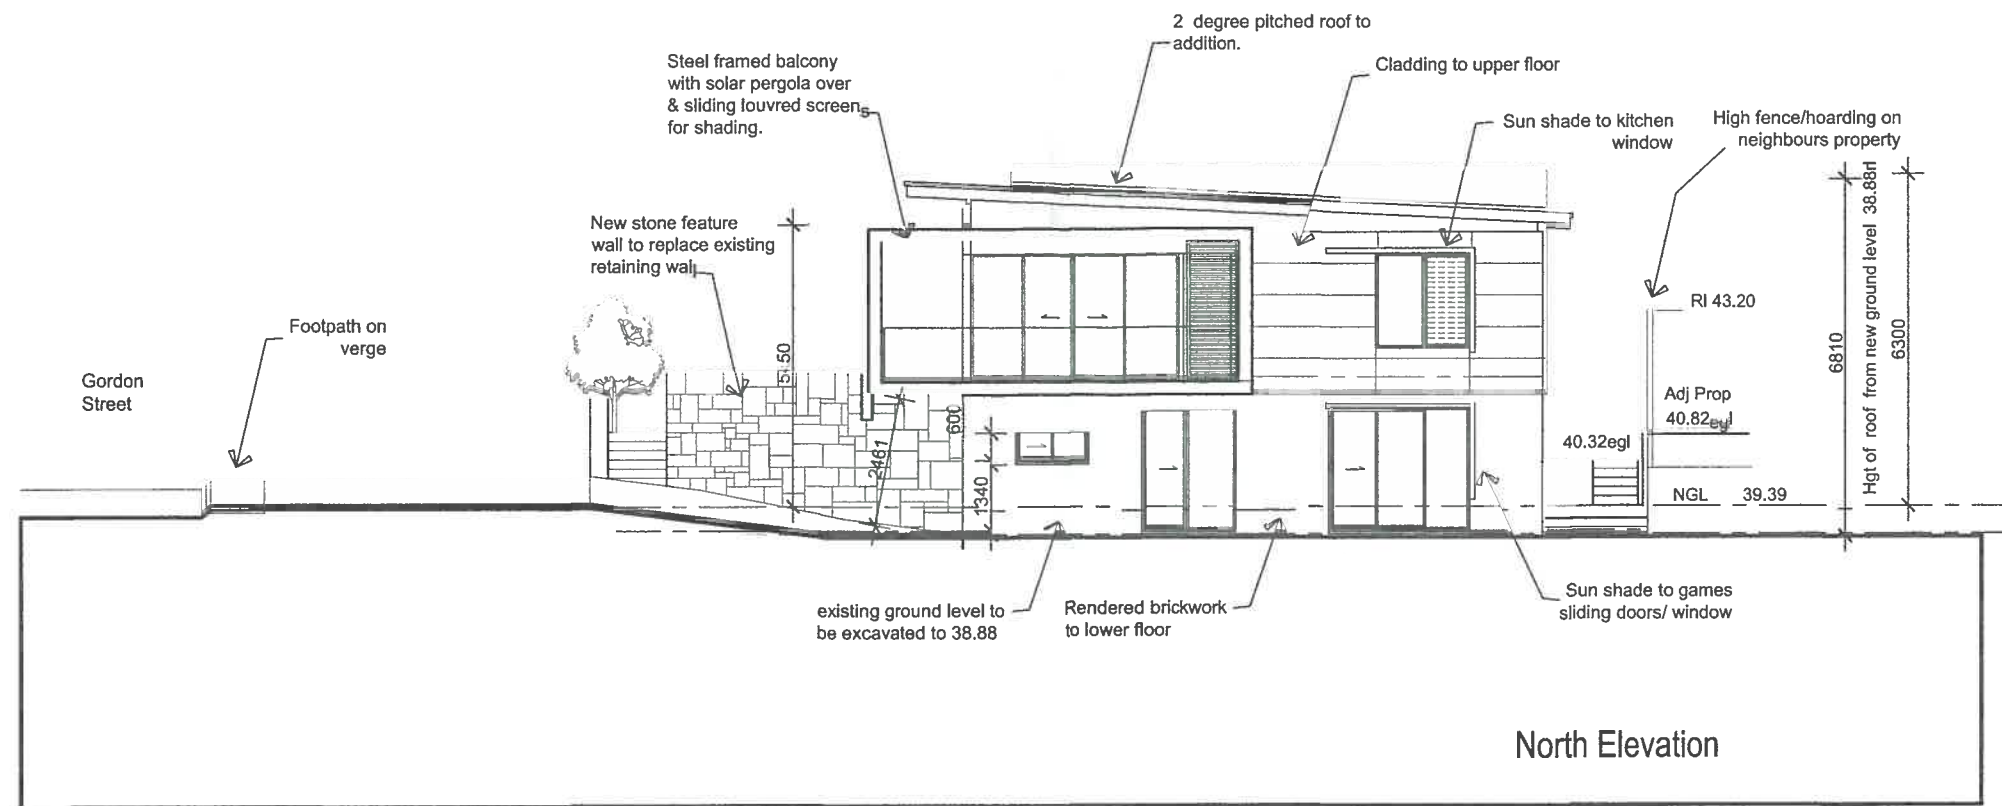 2 degree pitched roof to
addition.
Steel framed balcony
with solar pergola over
& sliding louvred screens
for shading.
Cladding to upper floor
Sun shade to kitchen
window
High fence/hoarding on
neighbours property
New stone feature
wall to replace existing
retaining wall
Footpath on
verge
Gordon
Street
5450
2461
600
1340
Rl 43.20
Adj Prop
40.82egl
40.32egl
NGL 39.39
6810
Hgt of roof from new ground level 38.88rl
6300
existing ground level to
be excavated to 38.88
Rendered brickwork
to lower floor
Sun shade to games
sliding doors/ window
North Elevation